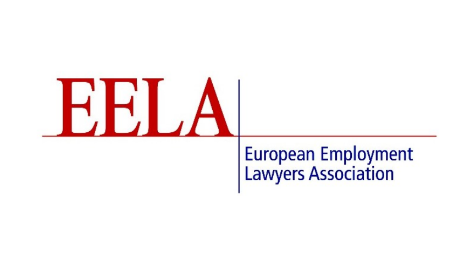 EELA
European Employment
Lawyers Association